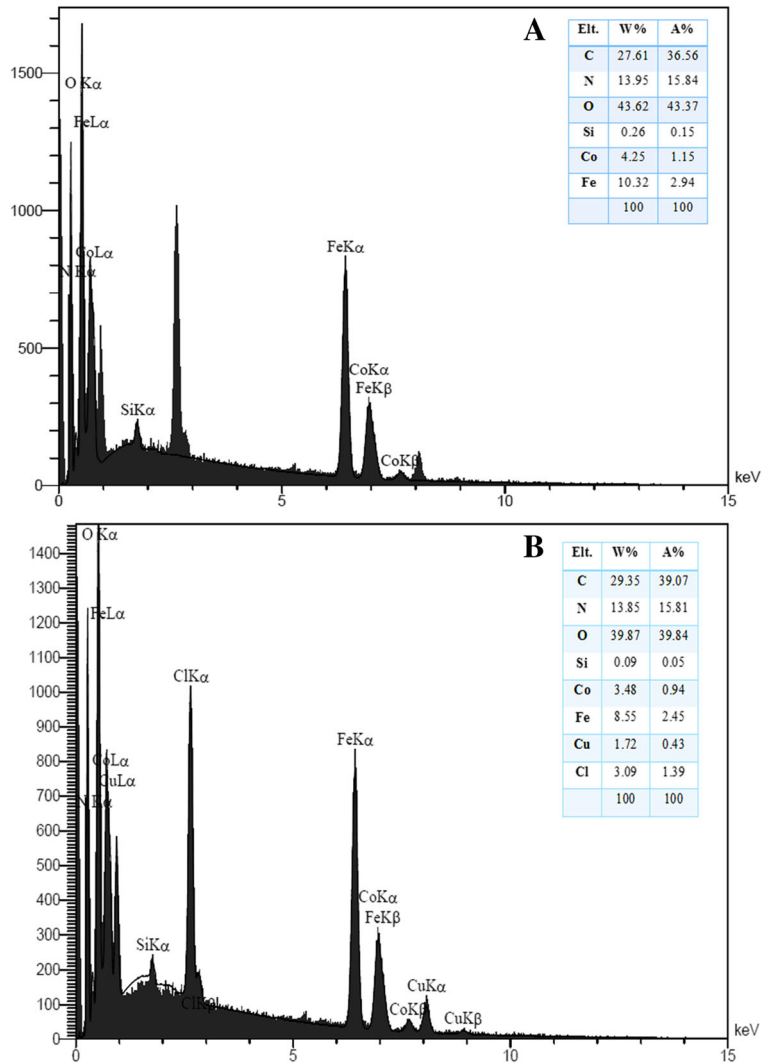 A
Elt. W% A%
C 27.61 36.56
N 13.95 15.84
O 43.62 43.37
Si 0.26 0.15
Co 4.25 1.15
Fe 10.32 2.94
100 100
1500
1000
500
0
O Kα
FeLα
CoLα
N Kα
SiKα
FeKα
CoKα
FeKβ
CoKβ
keV
0 5 10 15
B
Elt. W% A%
C 29.35 39.07
N 13.85 15.81
O 39.87 39.84
Si 0.09 0.05
Co 3.48 0.94
Fe 8.55 2.45
Cu 1.72 0.43
Cl 3.09 1.39
100 100
1400
1300
1200
1100
1000
900
800
700
600
500
400
300
200
100
0
O Kα
FeLα
CoLα
CuLα
N Kα
SiKα
ClKα
ClKβ
FeKα
CoKα
FeKβ
CoKβ
CuKα
CuKβ
keV
0 5 10 15